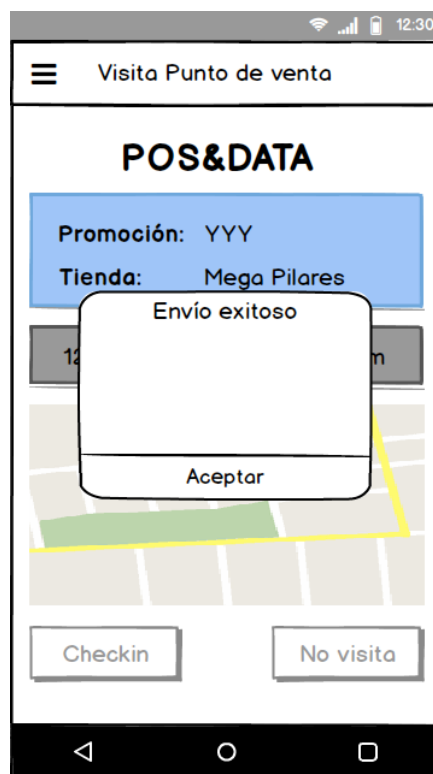 12:30
Visita Punto de venta
POS&DATA
Promoción: YYY
Tienda: Mega Pilares
Envío exitoso
Aceptar
Checkin
No visita